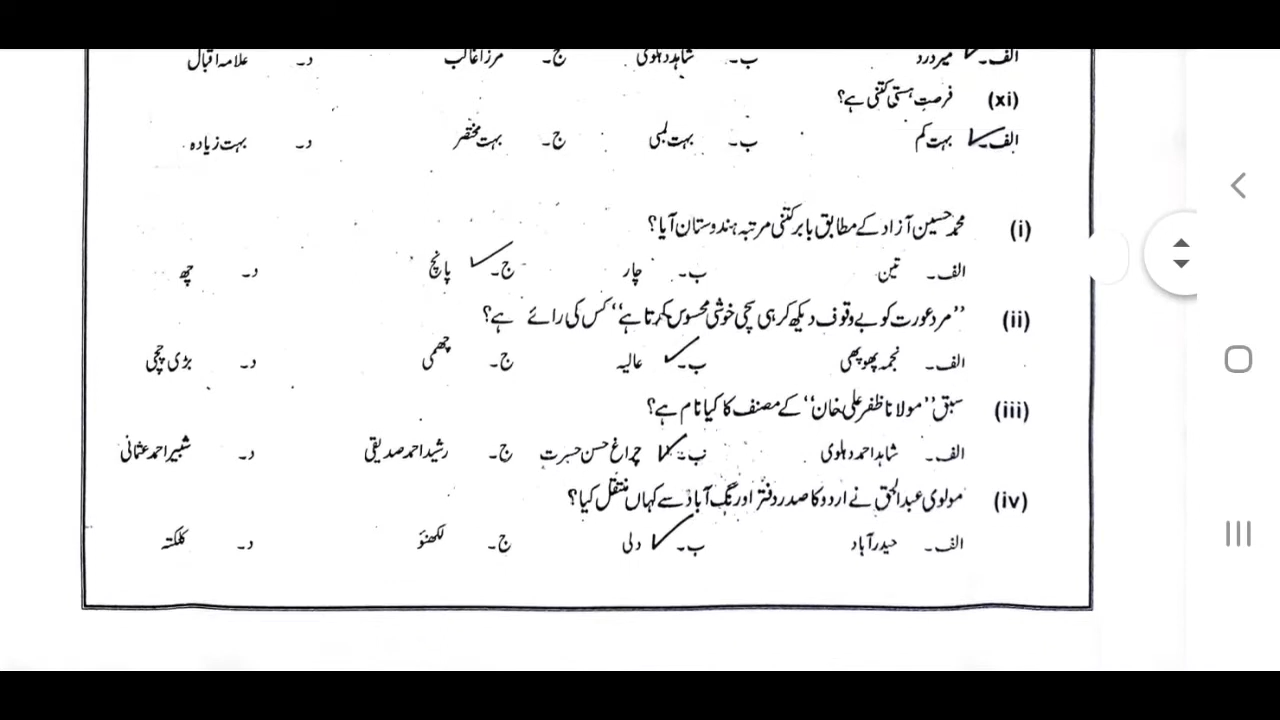 الف۔ میر درد ب۔ شاہد دہلوی ج۔ مرزا غالب د۔ علامہ اقبال
(xi) فرصتِ ہستی کتنی ہے؟
الف۔ بہت کم ب۔ بہت لمبی ج۔ بہت مختصر د۔ بہت زیادہ
(i) محمد حسین آزاد کے مطابق بابر کتنی مرتبہ ہندوستان آیا؟
الف۔ تین ب۔ چار ج۔ پانچ د۔ چھ
(ii) ”مرد عورت کو بے وقوف دیکھ کر ہی سچی خوشی محسوس کرتا ہے“ کس کی رائے ہے؟
الف۔ نجمہ پھوپھی ب۔ عالیہ ج۔ چھمی د۔ بڑی چچی
(iii) سبق ”مولانا ظفر علی خان“ کے مصنف کا کیا نام ہے؟
الف۔ شاہد احمد دہلوی ب۔ چراغ حسن حسرت ج۔ رشید احمد صدیقی د۔ شبیر احمد عثمانی
(iv) مولوی عبدالحق نے اردو کا صدر دفتر اورنگ آباد سے کہاں منتقل کیا؟
الف۔ حیدر آباد ب۔ دلی ج۔ لکھنؤ د۔ کلکتہ